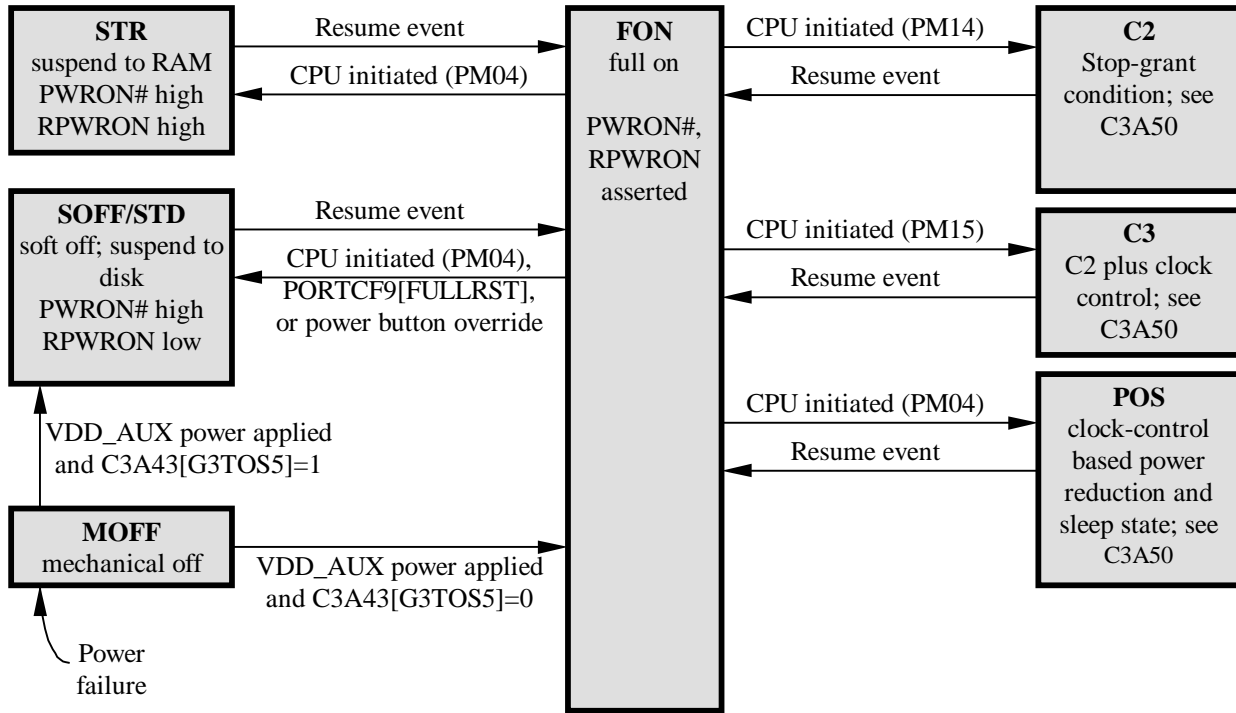 STR
suspend to RAM
PWRON# high
RPWRON high
Resume event
CPU initiated (PM04)
SOFF/STD
soft off; suspend to
disk
PWRON# high
RPWRON low
Resume event
CPU initiated (PM04),
PORTCF9[FULLRST],
or power button override
VDD_AUX power applied
and C3A43[G3TOS5]=1
MOFF
mechanical off
VDD_AUX power applied
and C3A43[G3TOS5]=0
Power
failure
FON
full on
PWRON#,
RPWRON
asserted
CPU initiated (PM14)
Resume event
C2
Stop-grant
condition; see
C3A50
CPU initiated (PM15)
Resume event
C3
C2 plus clock
control; see
C3A50
CPU initiated (PM04)
Resume event
POS
clock-control
based power
reduction and
sleep state; see
C3A50